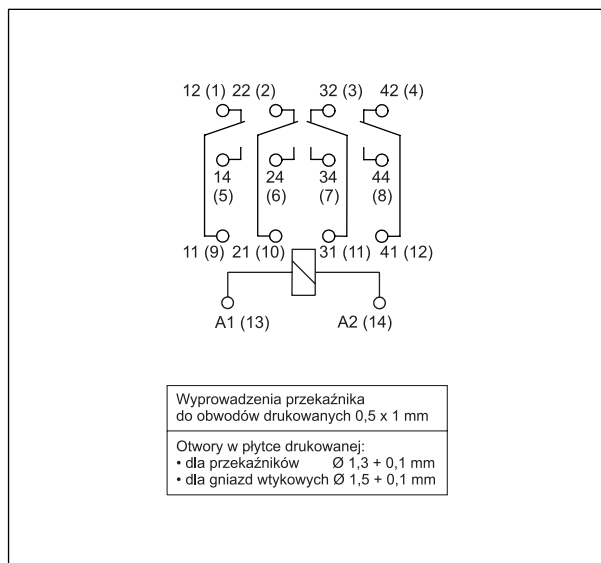 12 (1) 22 (2) 32 (3) 42 (4)
14 24 34 44
(5) (6) (7) (8)
11 (9) 21 (10) 31 (11) 41 (12)
A1 (13) A2 (14)
Wyprowadzenia przekaźnika
do obwodów drukowanych 0,5 x 1 mm
Otwory w płytce drukowanej:
• dla przekaźników Ø 1,3 + 0,1 mm
• dla gniazd wtykowych Ø 1,5 + 0,1 mm